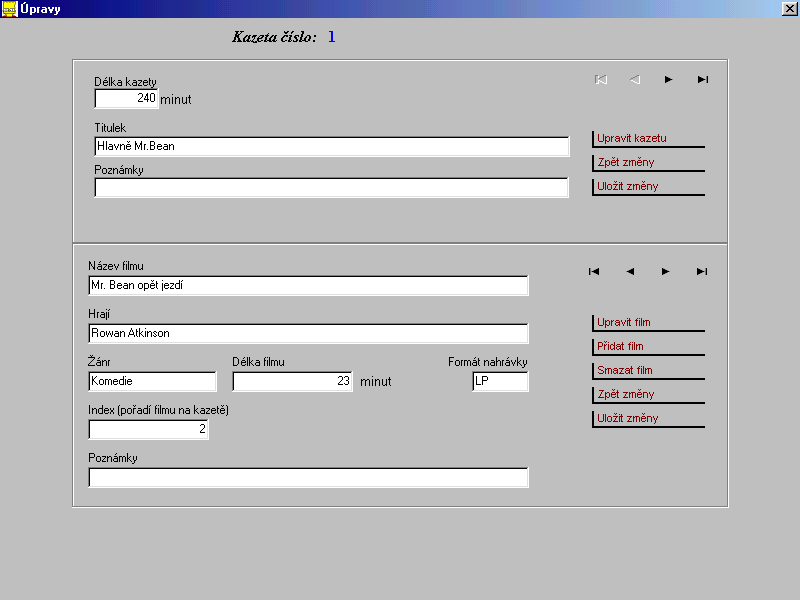 Úpravy
Kazeta číslo: 1
Délka kazety
240 minut
Titulek
Hlavně Mr.Bean
Poznámky
Upravit kazetu
Zpět změny
Uložit změny
Název filmu
Mr. Bean opět jezdí
Hrají
Rowan Atkinson
Žánr
Délka filmu
Formát nahrávky
Komedie
23 minut
LP
Index (pořadí filmu na kazetě)
2
Poznámky
Upravit film
Přidat film
Smazat film
Zpět změny
Uložit změny